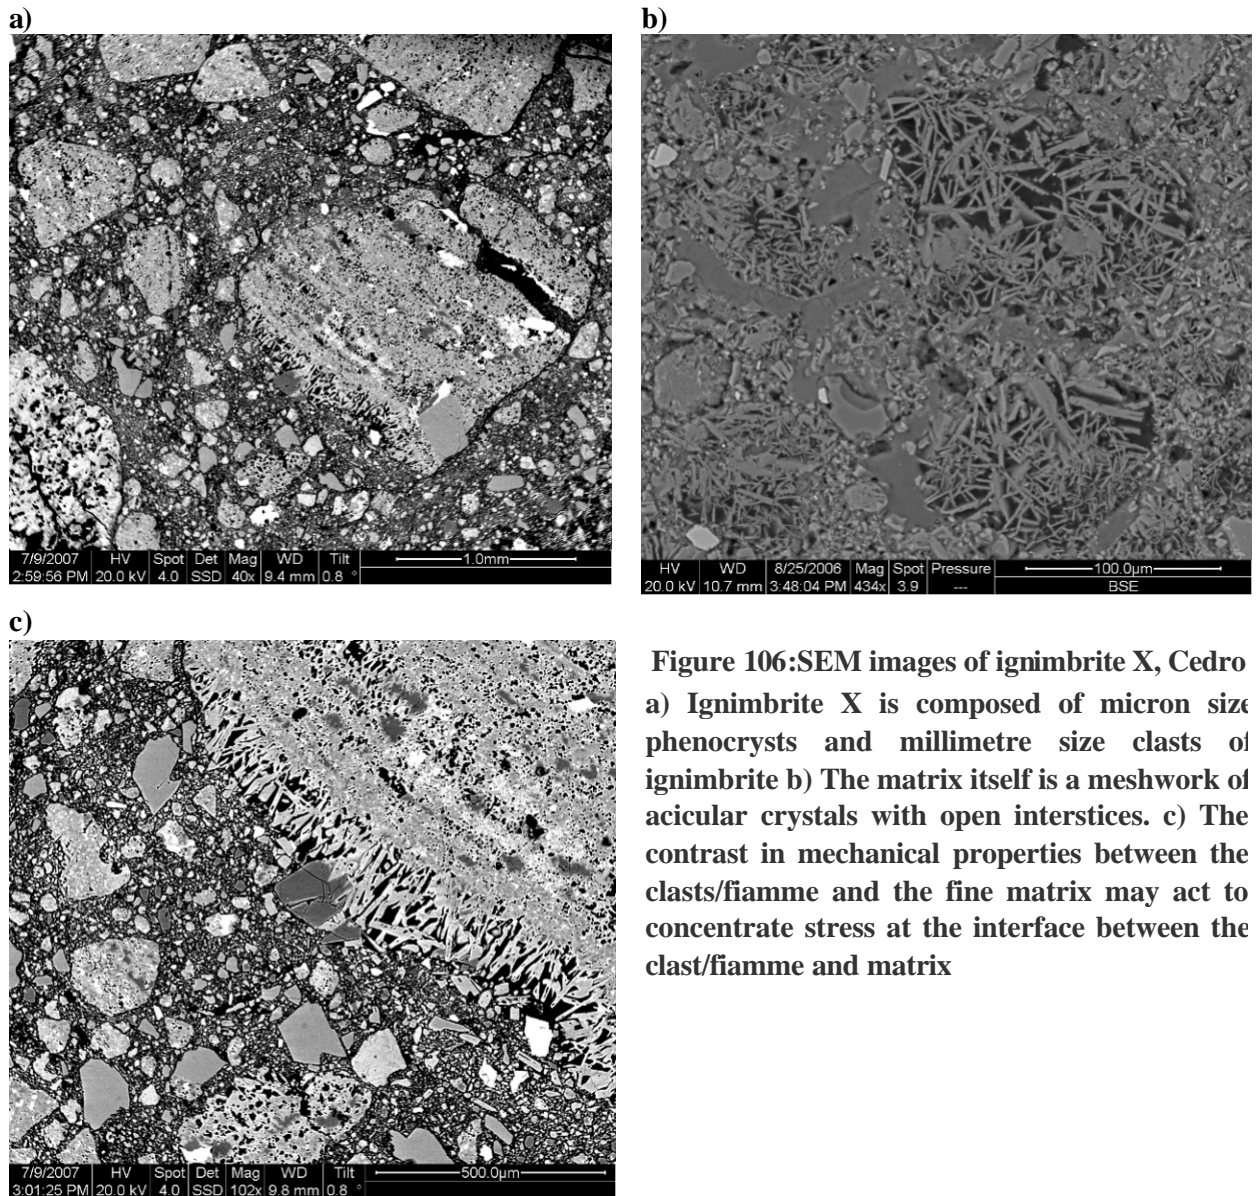 a)
b)
7/9/2007 HV Spot Det Mag WD Tilt 1.0mm
2:59:56 PM 20.0 kV 4.0 SSD 40x 9.4 mm 0.8 °
HV WD 8/25/2006 Mag Spot Pressure 100.0µm
20.0 kV 10.7 mm 3:48:04 PM 434x 3.9 --- BSE
c)
7/9/2007 HV Spot Det Mag WD Tilt 500.0µm
3:01:25 PM 20.0 kV 4.0 SSD 102x 9.8 mm 0.8 °
Figure 106:SEM images of ignimbrite X, Cedro
a) Ignimbrite X is composed of micron size
phenocrysts and millimetre size clasts of
ignimbrite b) The matrix itself is a meshwork of
acicular crystals with open interstices. c) The
contrast in mechanical properties between the
clasts/fiamme and the fine matrix may act to
concentrate stress at the interface between the
clast/fiamme and matrix